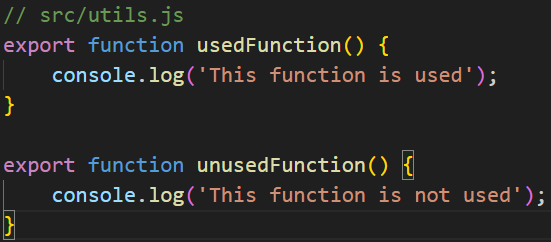 // src/utils.js
export function usedFunction() {
    console.log('This function is used');
}

export function unusedFunction() {
    console.log('This function is not used');
}